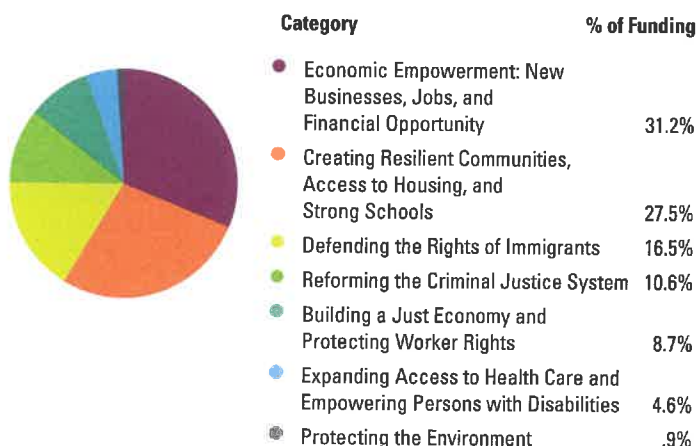 Category % of Funding
Economic Empowerment: New
Businesses, Jobs, and
Financial Opportunity 31.2%
Creating Resilient Communities,
Access to Housing, and
Strong Schools 27.5%
Defending the Rights of Immigrants 16.5%
Reforming the Criminal Justice System 10.6%
Building a Just Economy and
Protecting Worker Rights 8.7%
Expanding Access to Health Care and
Empowering Persons with Disabilities 4.6%
Protecting the Environment .9%